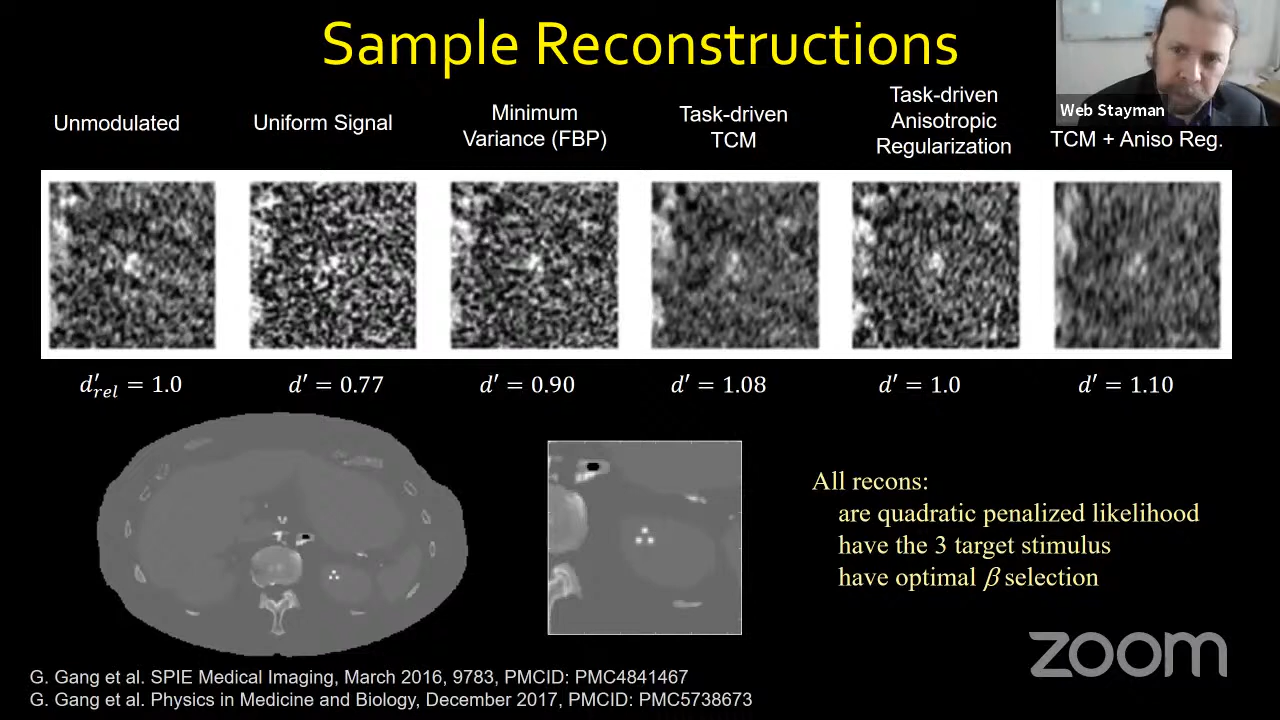 Sample Reconstructions
Web Stayman
Unmodulated
Uniform Signal
Minimum
Variance (FBP)
Task-driven
TCM
Task-driven
Anisotropic
Regularization
TCM + Aniso Reg.
d′rel = 1.0
d′ = 0.77
d′ = 0.90
d′ = 1.08
d′ = 1.0
d′ = 1.10
All recons:
are quadratic penalized likelihood
have the 3 target stimulus
have optimal β selection
zoom
G. Gang et al. SPIE Medical Imaging, March 2016, 9783, PMCID: PMC4841467
G. Gang et al. Physics in Medicine and Biology, December 2017, PMCID: PMC5738673